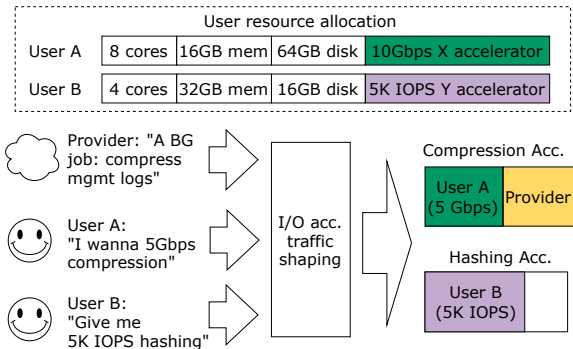 User resource allocation
User A 8 cores 16GB mem 64GB disk 10Gbps X accelerator
User B 4 cores 32GB mem 16GB disk 5K IOPS Y accelerator
Provider: "A BG
job: compress
mgmt logs"
User A:
"I wanna 5Gbps
compression"
User B:
"Give me
5K IOPS hashing"
I/O acc.
traffic
shaping
Compression Acc.
User A
(5 Gbps)
Provider
Hashing Acc.
User B
(5K IOPS)